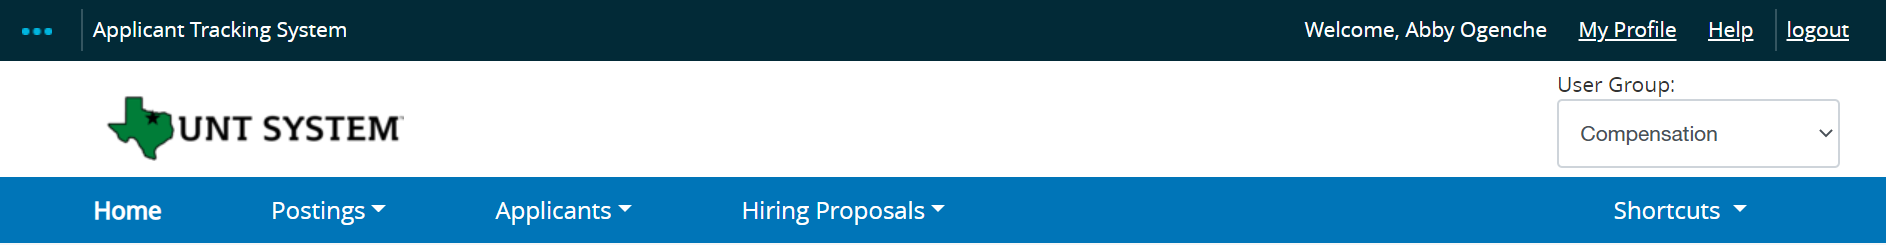 Applicant Tracking System
Welcome, Abby Ogenche My Profile Help logout
UNT SYSTEM™
User Group:
Compensation
Home Postings Applicants Hiring Proposals Shortcuts